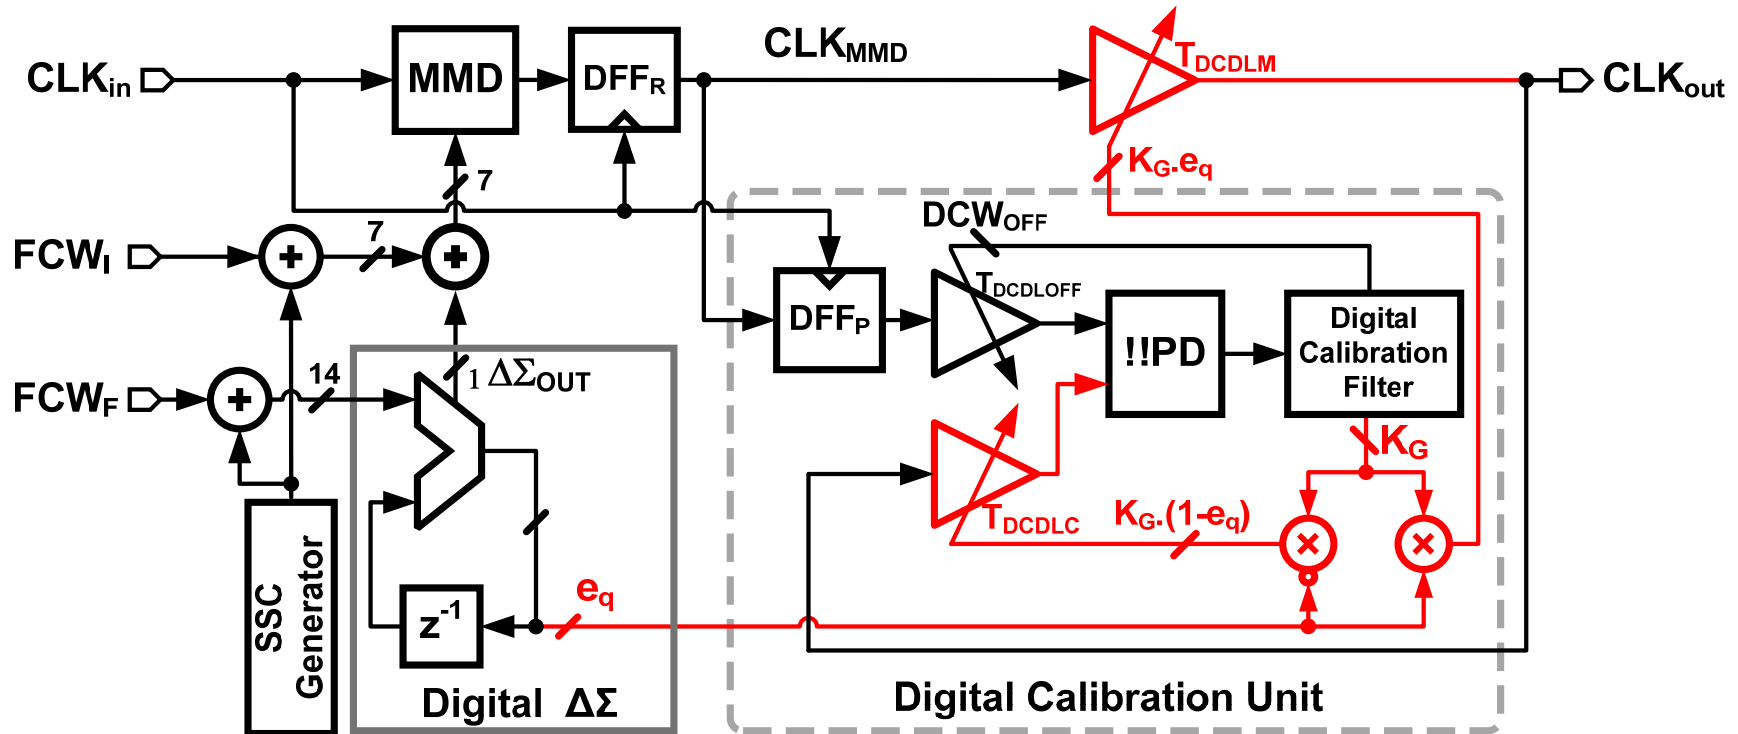 CLKin
MMD
DFFR
CLKMMD
TDCDLM
CLKout
7
KG.eq
DCWOFF
FCWI
+
7
+
TDCDLOFF
DFFP
!!PD
Digital
Calibration
Filter
FCWF
+
14
1 ΔΣOUT
KG
TDCDLC
KG.(1-eq)
×
×
SSC
Generator
z-1
eq
Digital ΔΣ
Digital Calibration Unit